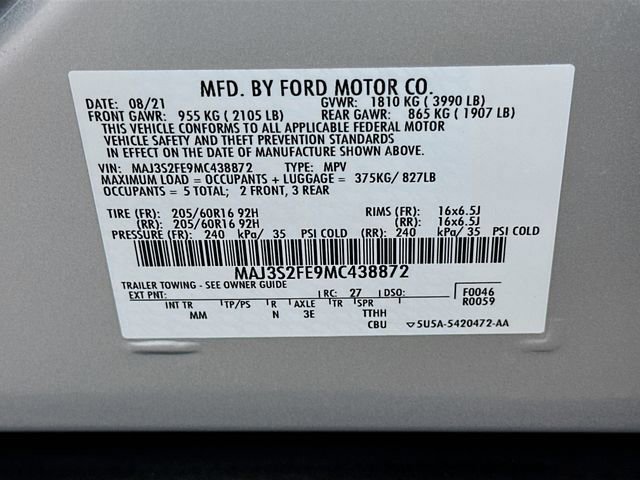 MFD. BY FORD MOTOR CO.
DATE: 08/21 GVWR: 1810 KG ( 3990 LB)
FRONT GAWR: 955 KG ( 2105 LB) REAR GAWR: 865 KG ( 1907 LB)
THIS VEHICLE CONFORMS TO ALL APPLICABLE FEDERAL MOTOR
VEHICLE SAFETY AND THEFT PREVENTION STANDARDS
IN EFFECT ON THE DATE OF MANUFACTURE SHOWN ABOVE.
VIN: MAJ3S2FE9MC438872 TYPE: MPV
MAXIMUM LOAD = OCCUPANTS + LUGGAGE = 375KG/ 827LB
OCCUPANTS = 5 TOTAL; 2 FRONT, 3 REAR
TIRE (FR): 205/60R16 92H RIMS (FR): 16x6.5J
(RR): 205/60R16 92H (RR): 16x6.5J
PRESSURE (FR): 240 kPa/ 35 PSI COLD (RR): 240 kPa/ 35 PSI COLD
MAJ3S2FE9MC438872
TRAILER TOWING - SEE OWNER GUIDE
EXT PNT: RC: 27 DSO: F0046
R0059
INT TR TP/PS R AXLE TR SPR
MM N 3E TTHH
CBU 5U5A-5420472-AA